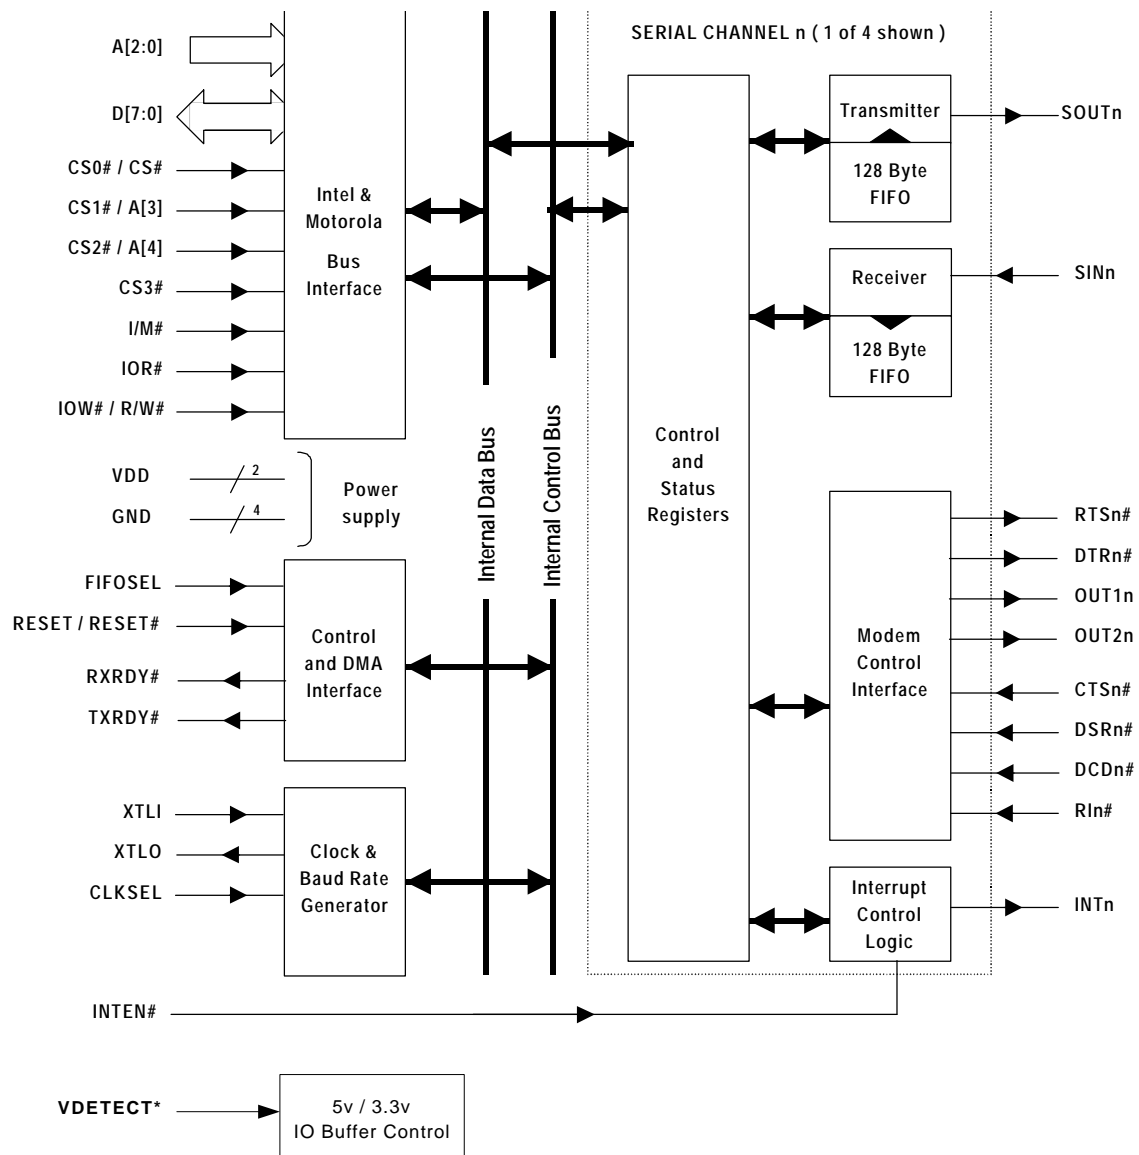 SERIAL CHANNEL n ( 1 of 4 shown )
A[2:0]
D[7:0]
CS0# / CS#
CS1# / A[3]
CS2# / A[4]
CS3#
I/M#
IOR#
IOW# / R/W#
Intel &
Motorola
Bus
Interface
VDD
2
GND
4
Power
supply
FIFOSEL
RESET / RESET#
RXRDY#
TXRDY#
Control
and DMA
Interface
XTLI
XTLO
CLKSEL
Clock &
Baud Rate
Generator
Internal Data Bus
Internal Control Bus
Control
and
Status
Registers
Transmitter
128 Byte
FIFO
SOUTn
Receiver
128 Byte
FIFO
SINn
Modem
Control
Interface
RTSn#
DTRn#
OUT1n
OUT2n
CTSn#
DSRn#
DCDn#
RIn#
Interrupt
Control
Logic
INTn
INTEN#
VDETECT*
5v / 3.3v
IO Buffer Control